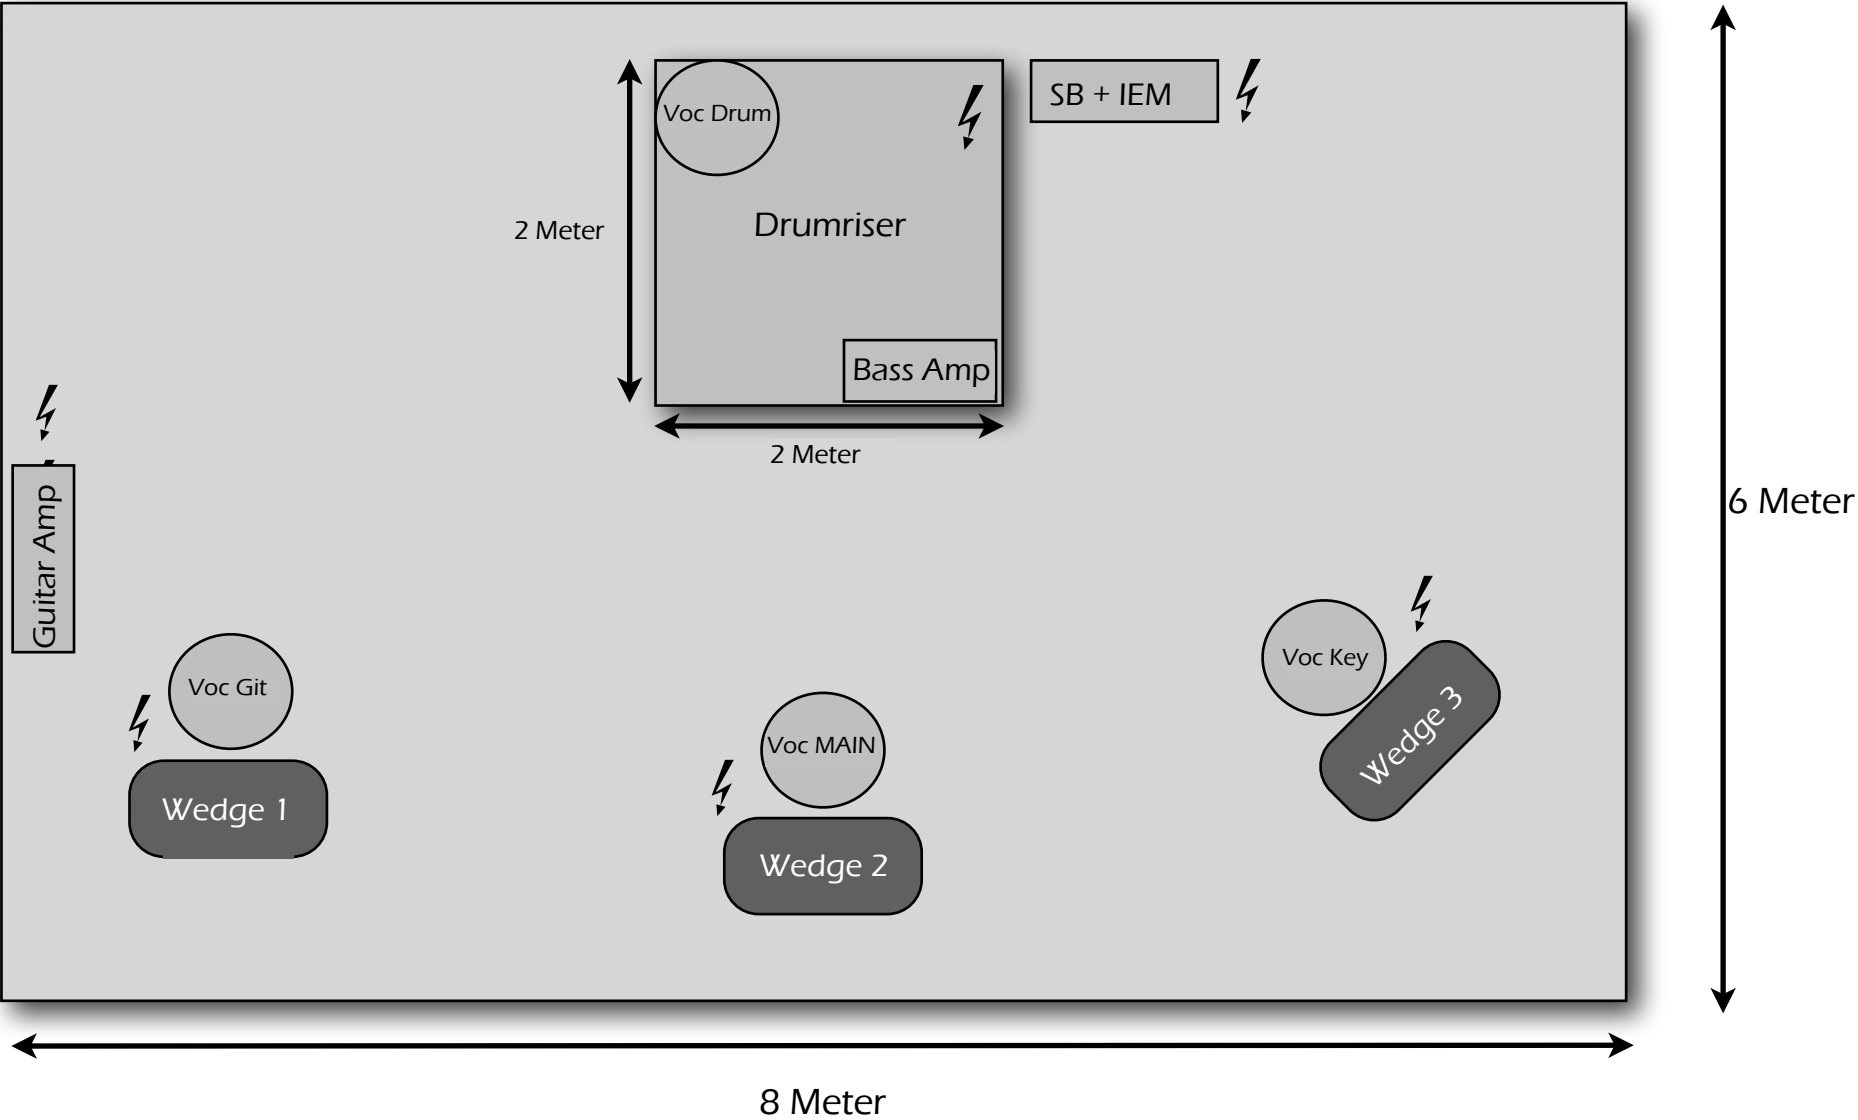 SB + IEM
Voc Drum
Drumriser
2 Meter
Bass Amp
2 Meter
Guitar Amp
6 Meter
Voc Key
Voc Git
Wedge 3
Voc MAIN
Wedge 1
Wedge 2
8 Meter